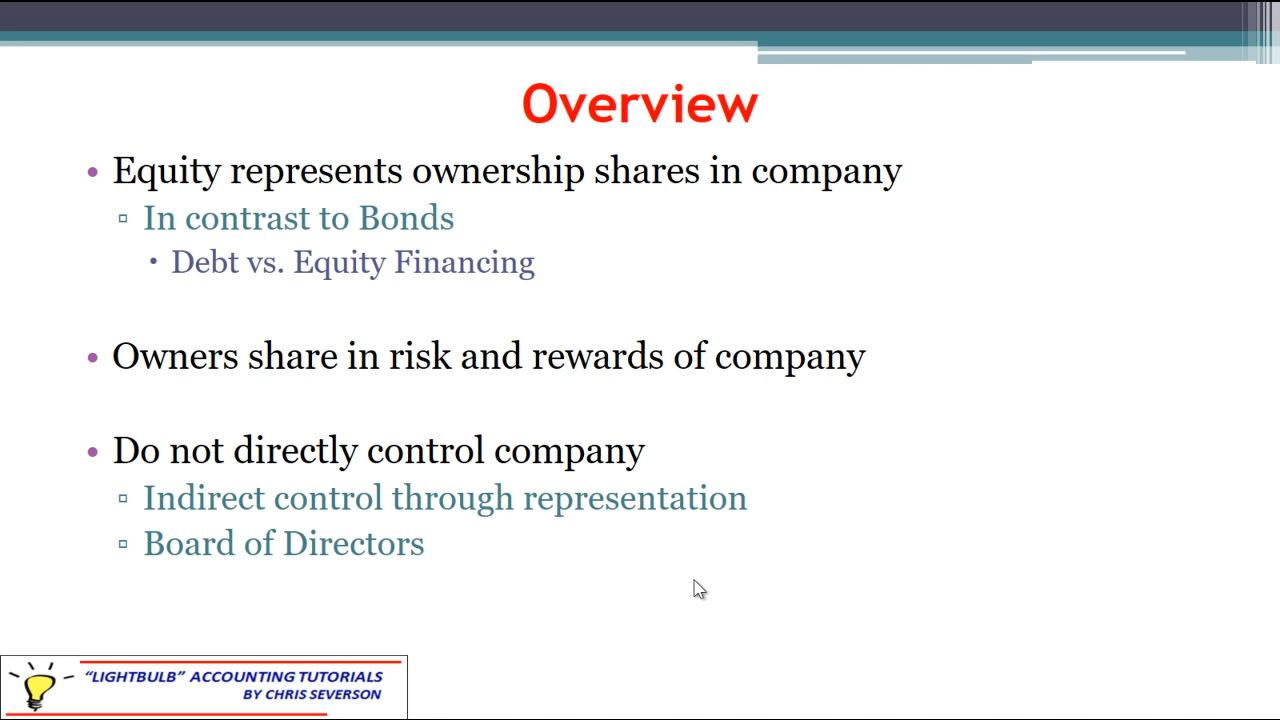 Overview
• Equity represents ownership shares in company
▫ In contrast to Bonds
• Debt vs. Equity Financing
• Owners share in risk and rewards of company
• Do not directly control company
▫ Indirect control through representation
▫ Board of Directors
“LIGHTBULB” ACCOUNTING TUTORIALS
BY CHRIS SEVERSON